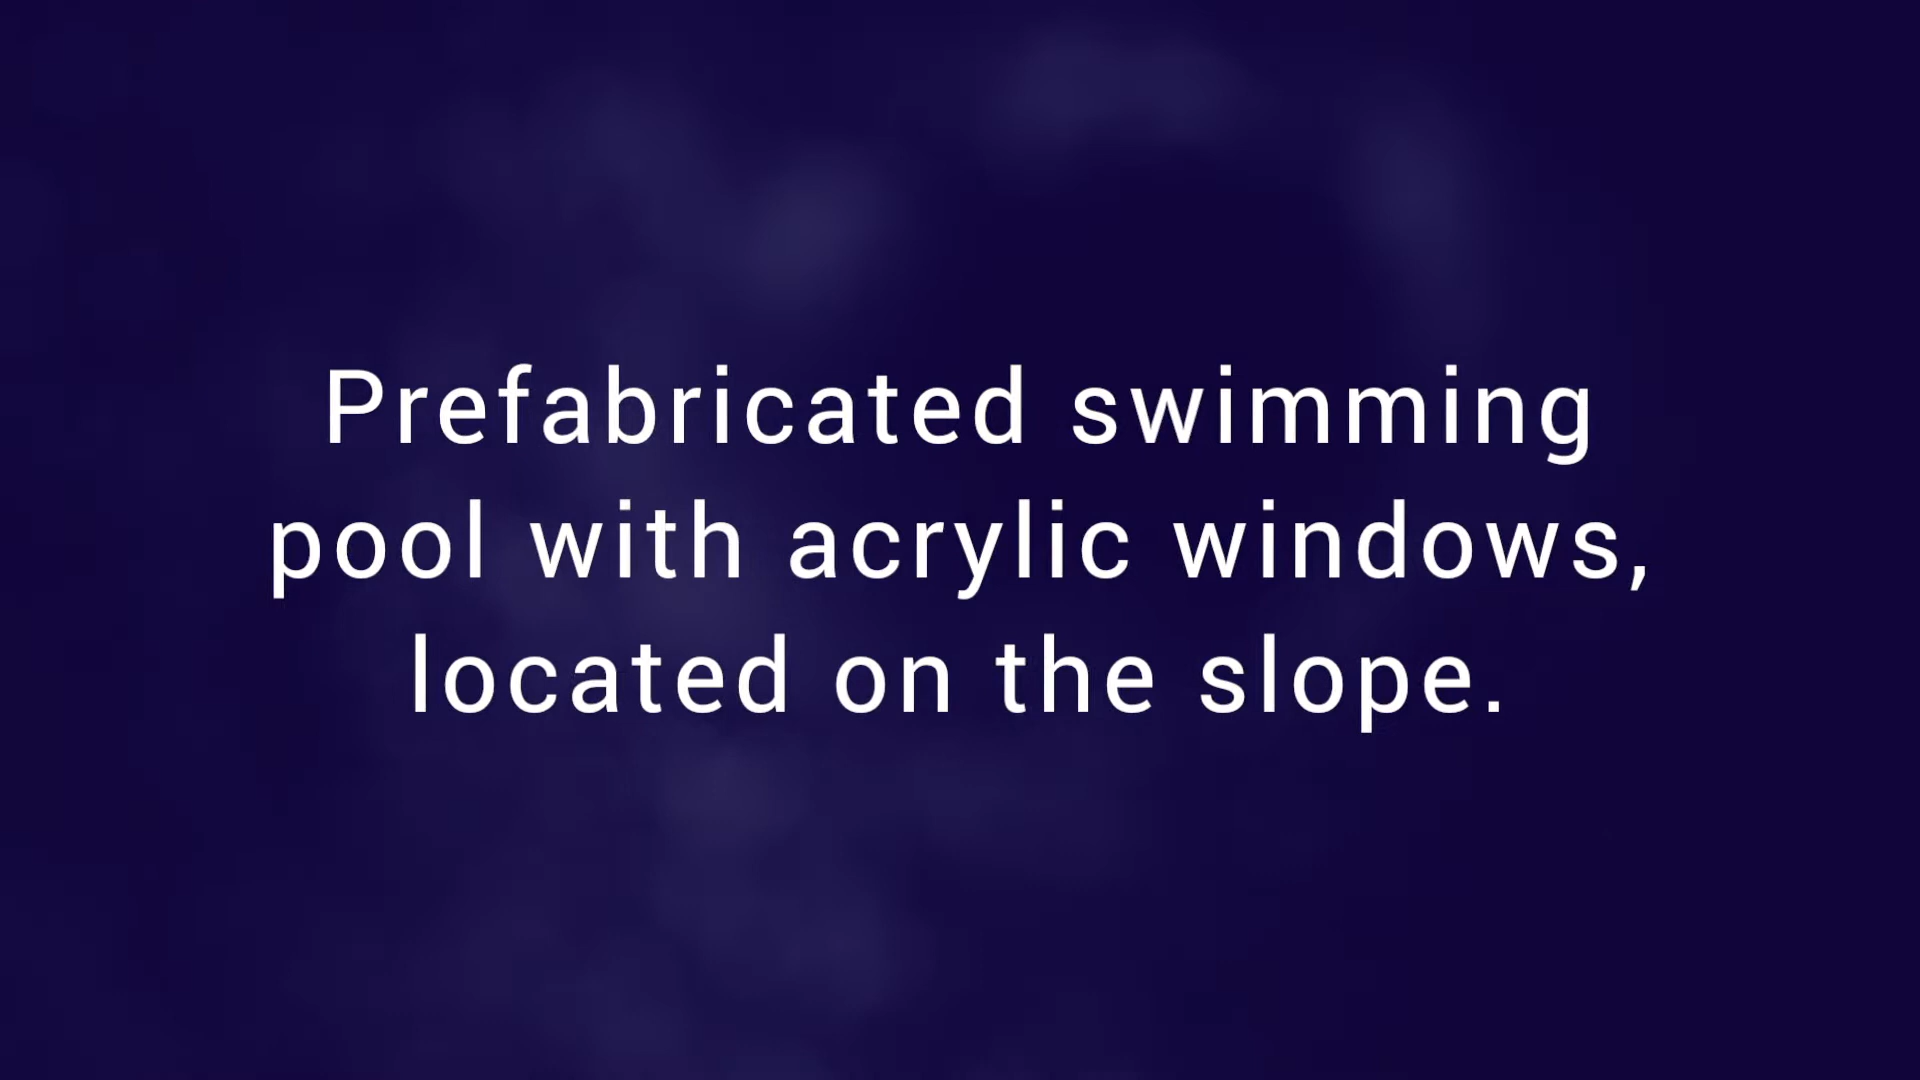 Prefabricated swimming
pool with acrylic windows,
located on the slope.